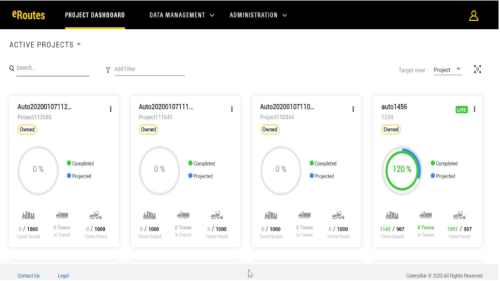 eRoutes PROJECT DASHBOARD DATA MANAGEMENT ADMINISTRATION
ACTIVE PROJECTS
Search... Add Filter Target view : Project
Auto20200107112... Auto20200107111... Auto20200107110... auto1456 LIVE
Project111641 Project110344 1234
Owned Owned Owned Owned
0 % Completed 0 % Completed 0 % Completed 120 % Completed
Projected Projected Projected Projected
0 / 1000 0 Tonne 0 / 1000 0 / 1000 0 Tonne 0 / 1000 0 / 1000 0 Tonne 0 / 1000 1142 / 907 0 Tonne 1081 / 907
Tonne Scaled In Transit Tonne Paved Tonne Scaled In Transit Tonne Paved Tonne Scaled In Transit Tonne Paved Tonne Scaled In Transit Tonne Paved
Contact Us Legal Caterpillar © 2020 All Rights Reserved